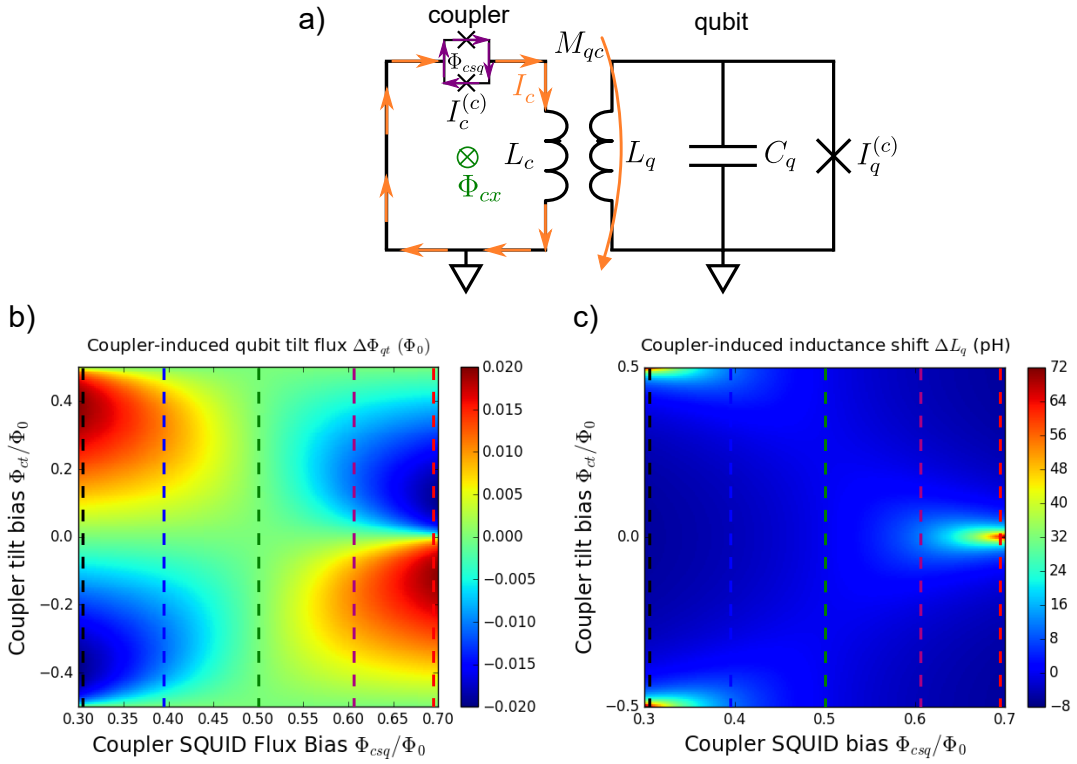 a)
coupler
qubit
Φ_csq
M_qc
I_c^(c)
I_c
L_c
L_q
C_q
I_q^(c)
Φ_cx
b)
Coupler-induced qubit tilt flux ΔΦ_qt (Φ_0)
Coupler tilt bias Φ_ct/Φ_0
0.4
0.2
0.0
−0.2
−0.4
0.30 0.35 0.40 0.45 0.50 0.55 0.60 0.65 0.70
Coupler SQUID Flux Bias Φ_csq/Φ_0
0.020
0.015
0.010
0.005
0.000
−0.005
−0.010
−0.015
−0.020
c)
Coupler-induced inductance shift ΔL_q (pH)
Coupler tilt bias Φ_ct/Φ_0
0.5
0.0
−0.5
0.3 0.4 0.5 0.6 0.7
Coupler SQUID bias Φ_csq/Φ_0
72
64
56
48
40
32
24
16
8
0
−8